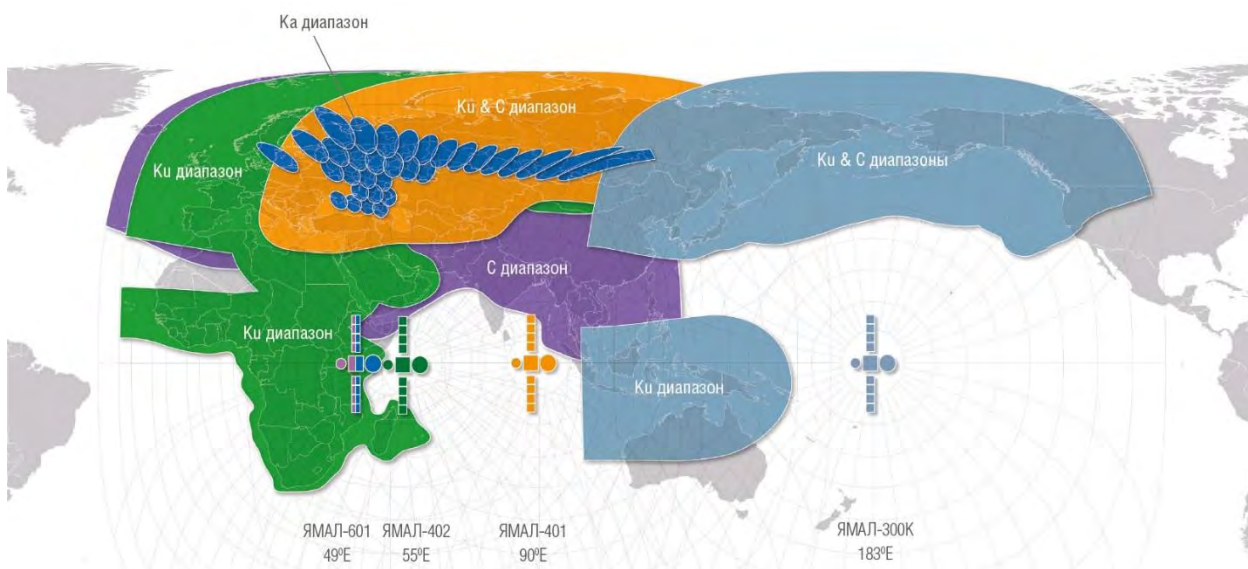 Ka диапазон
Ku & C диапазон
Ku диапазон
Ku & C диапазоны
C диапазон
Ku диапазон
Ku диапазон
ЯМАЛ-601
49ºE
ЯМАЛ-402
55ºE
ЯМАЛ-401
90ºE
ЯМАЛ-300K
183ºE